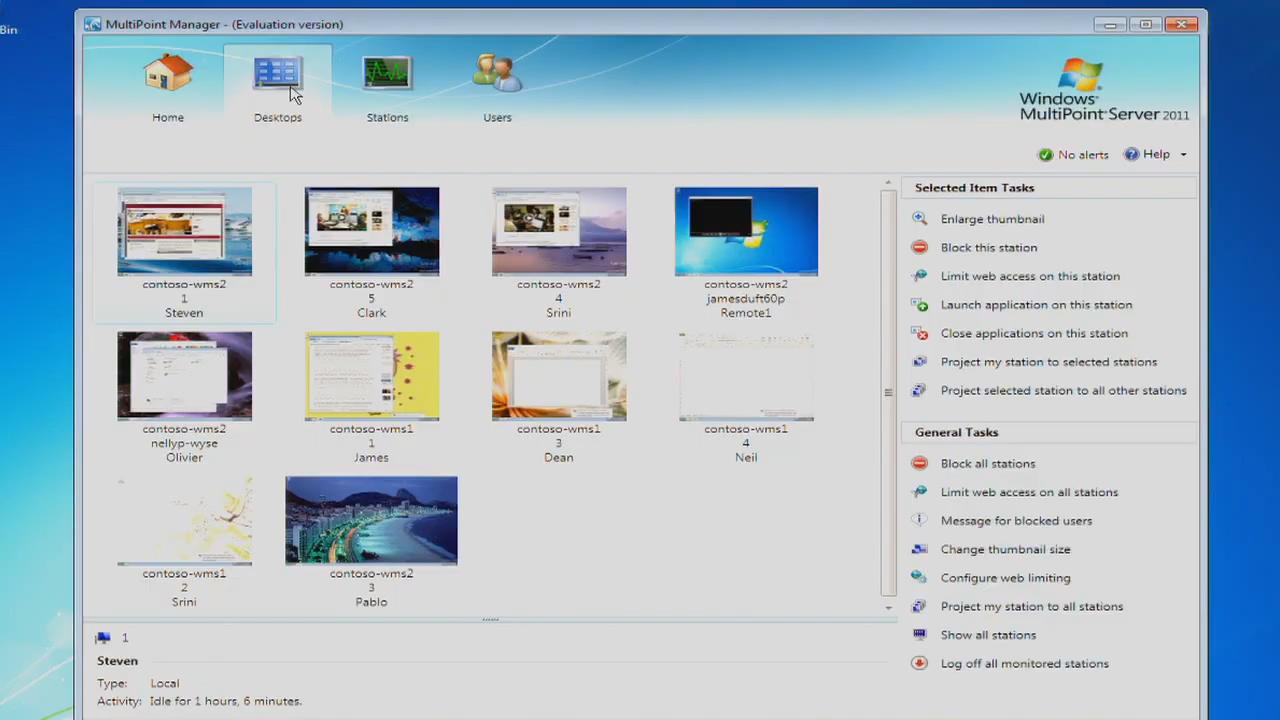 Bin
MultiPoint Manager - (Evaluation version)
Home
Desktops
Stations
Users
Windows
MultiPoint Server 2011
No alerts
Help
contoso-wms2
1
Steven
contoso-wms2
5
Clark
contoso-wms2
4
Srini
contoso-wms2
jamesduft60p
Remote1
contoso-wms2
nellyp-wyse
Olivier
contoso-wms1
1
James
contoso-wms1
3
Dean
contoso-wms1
4
Neil
contoso-wms1
2
Srini
contoso-wms2
3
Pablo
Selected Item Tasks
Enlarge thumbnail
Block this station
Limit web access on this station
Launch application on this station
Close applications on this station
Project my station to selected stations
Project selected station to all other stations
General Tasks
Block all stations
Limit web access on all stations
Message for blocked users
Change thumbnail size
Configure web limiting
Project my station to all stations
Show all stations
Log off all monitored stations
1
Steven
Type: Local
Activity: Idle for 1 hours, 6 minutes.